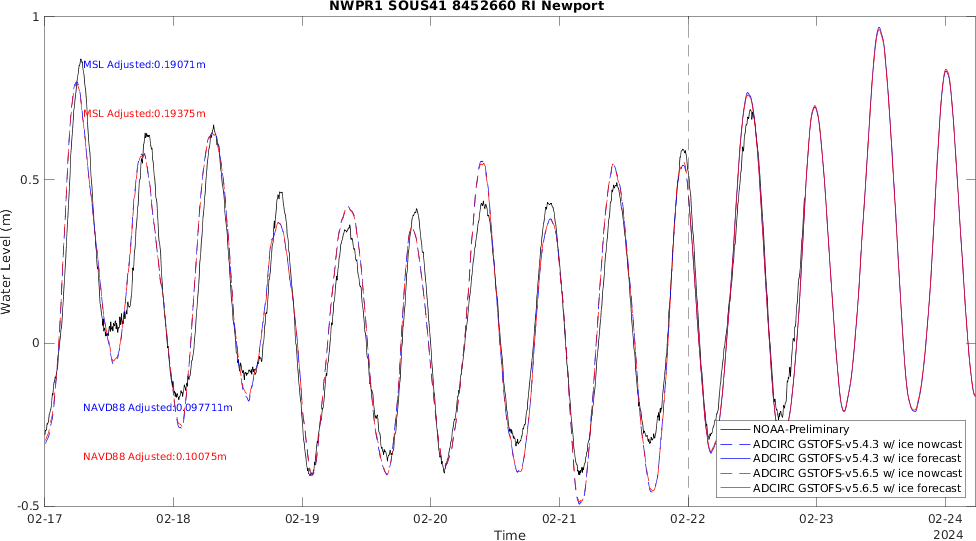 NWPR1 SOUS41 8452660 RI Newport
1
0.5
0
-0.5
Water Level (m)
MSL Adjusted:0.19071m
MSL Adjusted:0.19375m
NAVD88 Adjusted:0.097711m
NAVD88 Adjusted:0.10075m
NOAA-Preliminary
ADCIRC GSTOFS-v5.4.3 w/ ice nowcast
ADCIRC GSTOFS-v5.4.3 w/ ice forecast
ADCIRC GSTOFS-v5.6.5 w/ ice nowcast
ADCIRC GSTOFS-v5.6.5 w/ ice forecast
02-17 02-18 02-19 02-20 02-21 02-22 02-23 02-24
Time
2024